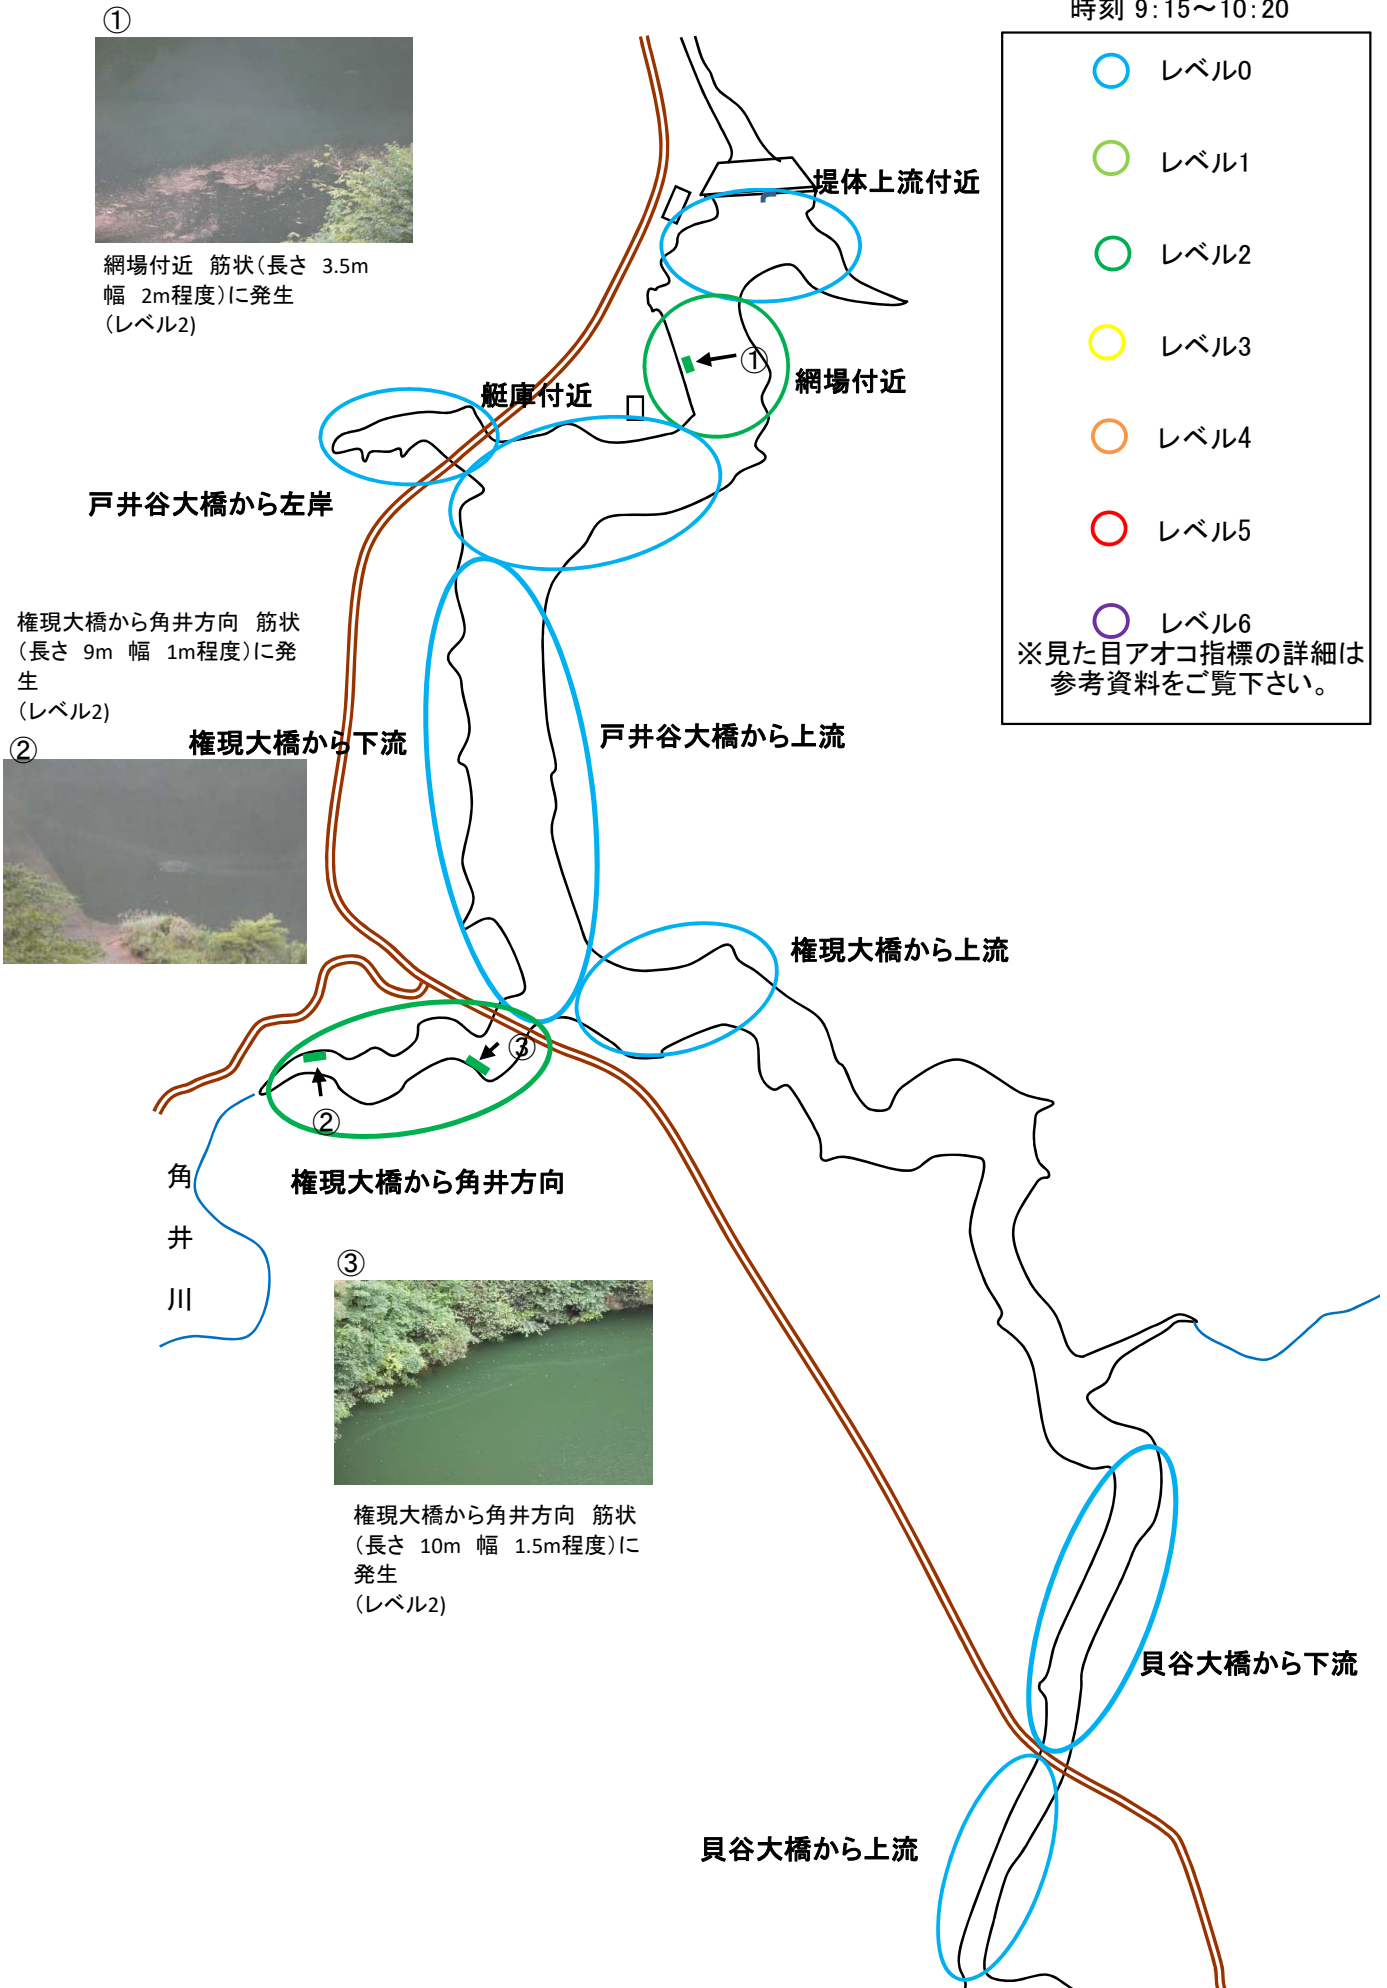 時刻 9：15～10：20
①
レベル0
レベル1
レベル2
レベル3
レベル4
レベル5
レベル6
※見た目アオコ指標の詳細は
参考資料をご覧下さい。
網場付近　筋状（長さ　3.5m
幅　2m程度）に発生
（レベル2）
堤体上流付近
①
網場付近
艇庫付近
戸井谷大橋から左岸
権現大橋から角井方向　筋状
（長さ　9m　幅　1m程度）に発
生
（レベル2）
②
権現大橋から下流
戸井谷大橋から上流
権現大橋から上流
③
②
権現大橋から角井方向
角
井
川
③
権現大橋から角井方向　筋状
（長さ　10m　幅　1.5m程度）に
発生
（レベル2）
貝谷大橋から下流
貝谷大橋から上流